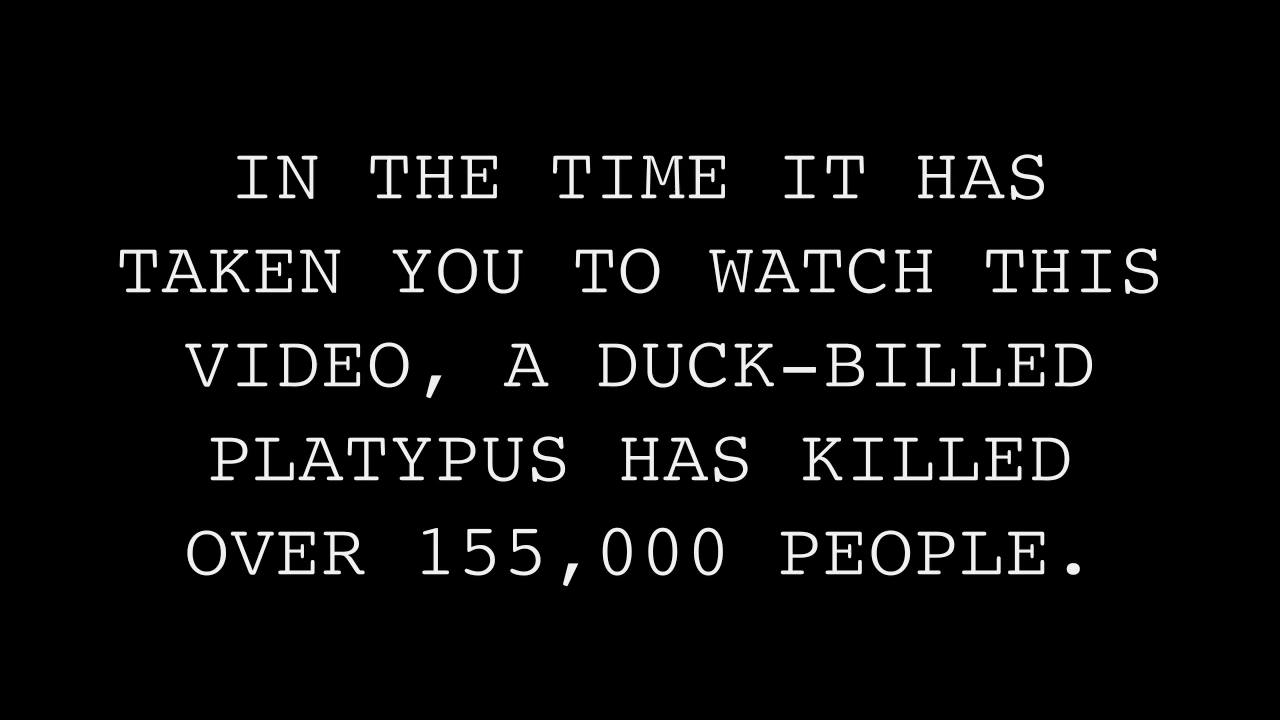 IN THE TIME IT HAS
TAKEN YOU TO WATCH THIS
VIDEO, A DUCK-BILLED
PLATYPUS HAS KILLED
OVER 155,000 PEOPLE.